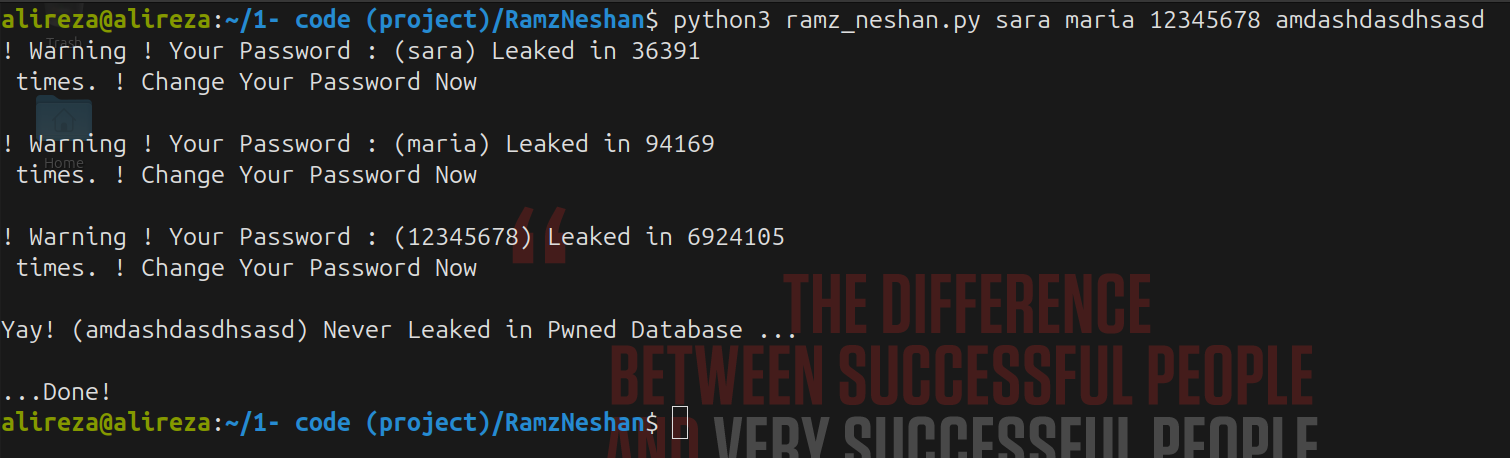 alireza@alireza:~/1- code (project)/RamzNeshan$ python3 ramz_neshan.py sara maria 12345678 amdashdasdhsasd
Trash
! Warning ! Your Password : (sara) Leaked in 36391
 times. ! Change Your Password Now
! Warning ! Your Password : (maria) Leaked in 94169
Home
 times. ! Change Your Password Now
“
! Warning ! Your Password : (12345678) Leaked in 6924105
 times. ! Change Your Password Now
THE DIFFERENCE
Yay! (amdashdasdhsasd) Never Leaked in Pwned Database ...
BETWEEN SUCCESSFUL PEOPLE
...Done!
alireza@alireza:~/1- code (project)/RamzNeshan$
AND VERY SUCCESSFUL PEOPLE